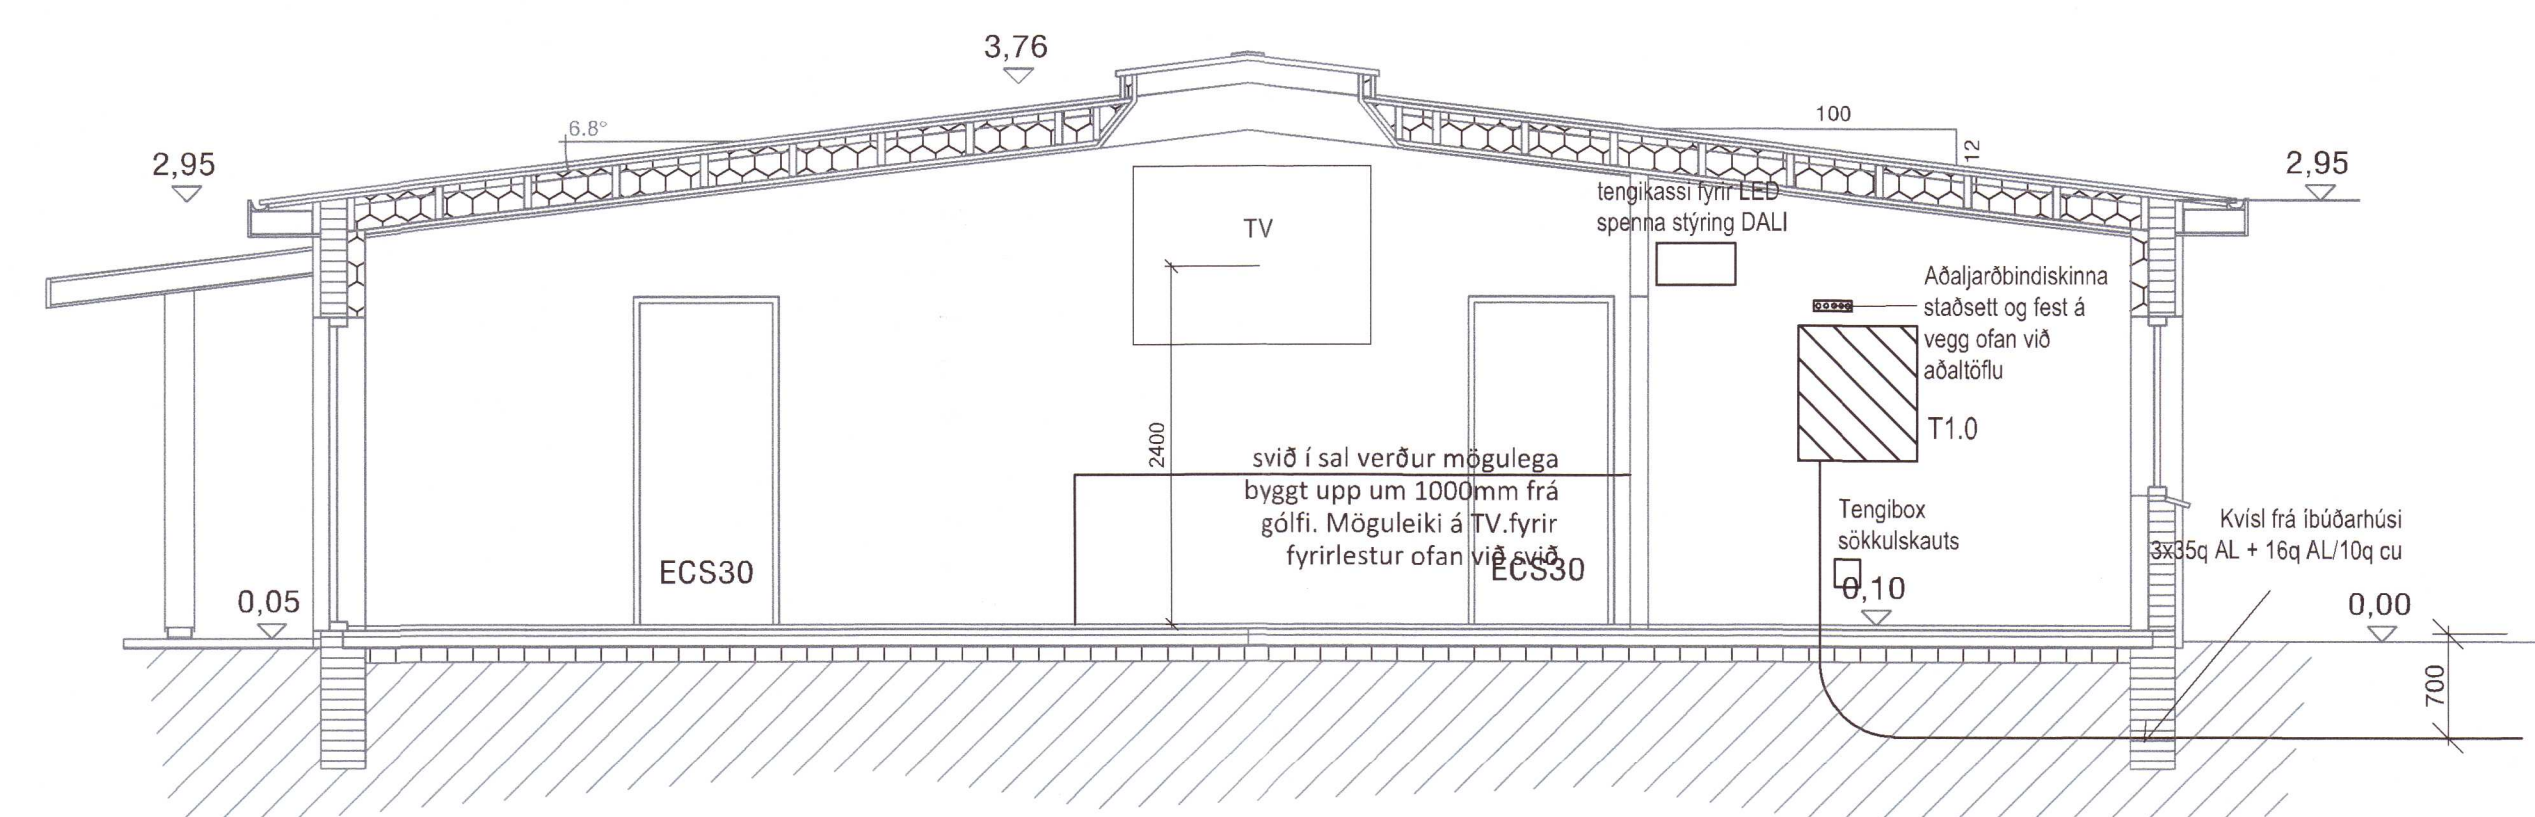 3,76
6.8°
100
12
2,95
2,95
tengikassi fyrir LED
spenna stýring DALI
TV
Aðaljarðbindiskinna
staðsett og fest á
vegg ofan við
aðaltöflu
T1.0
2400
svið í sal verður mögulega
byggt upp um 1000mm frá
gólfi. Möguleiki á TV.fyrir
fyrirlestur ofan við svið
Tengibox
sökkulskauts
Kvísl frá íbúðarhúsi
3x35q AL + 16q AL/10q cu
ECS30
ECS30
0,05
0,10
0,00
700